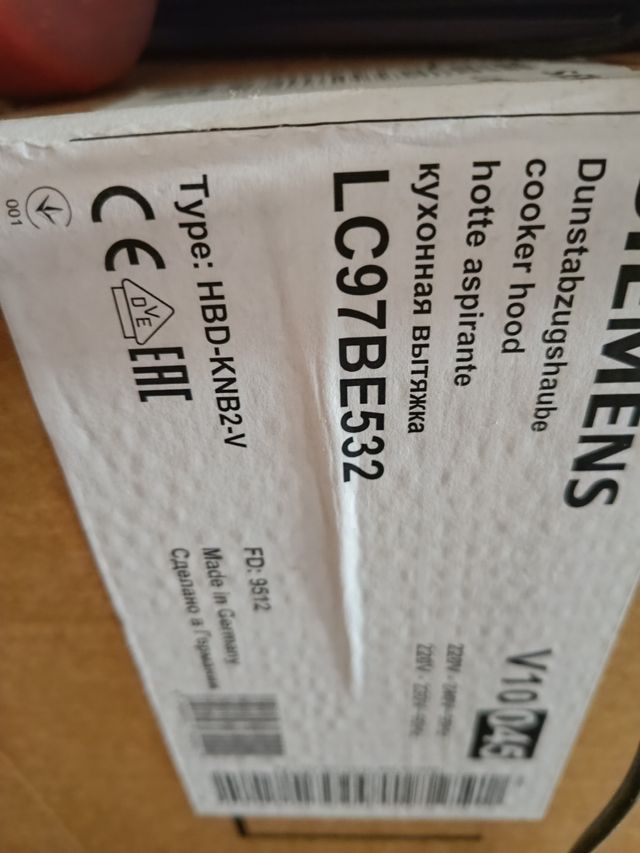 SIEMENS
Dunstabzugshaube
cooker hood
hotte aspirante
кухонная вытяжка
LC97BE532
V10 045
Type: HBD-KNB2-V
CE
DVE
EAC
001
FD: 9512
Made in Germany
Сделано в Германии